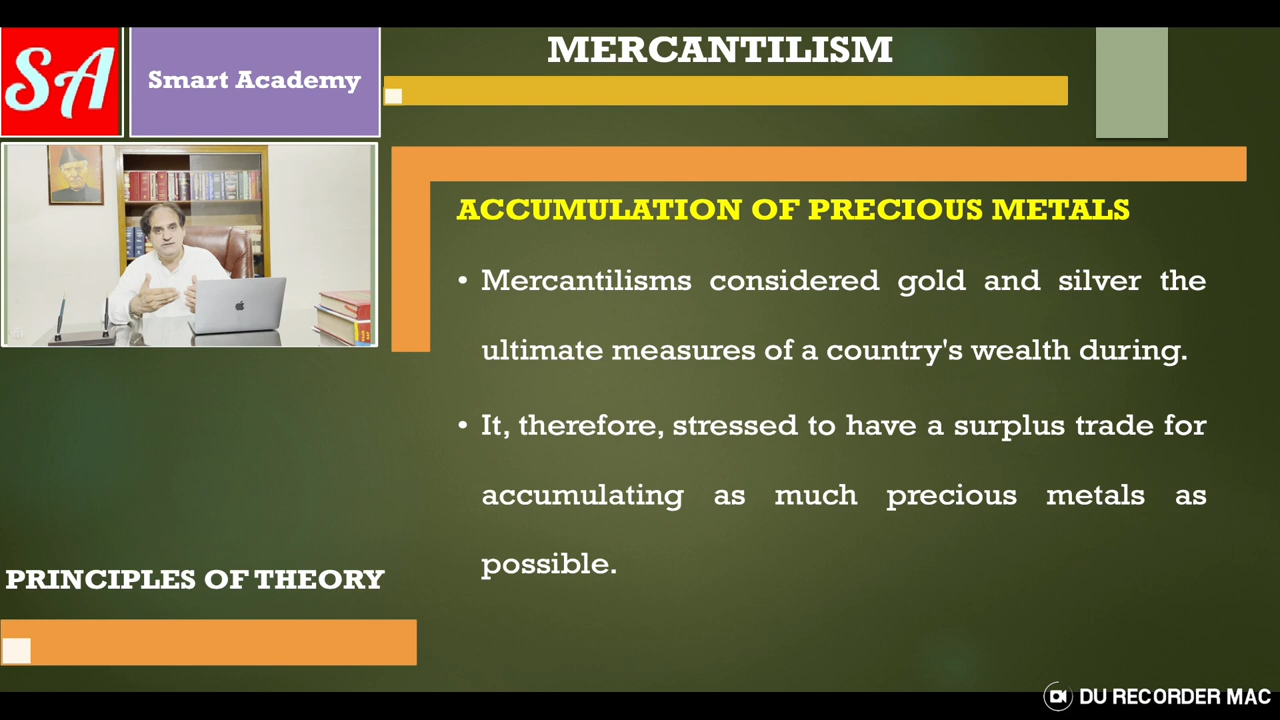 SA
Smart Academy
MERCANTILISM
ACCUMULATION OF PRECIOUS METALS
• Mercantilisms considered gold and silver the
ultimate measures of a country's wealth during.
• It, therefore, stressed to have a surplus trade for
accumulating as much precious metals as
possible.
PRINCIPLES OF THEORY
DU RECORDER MAC